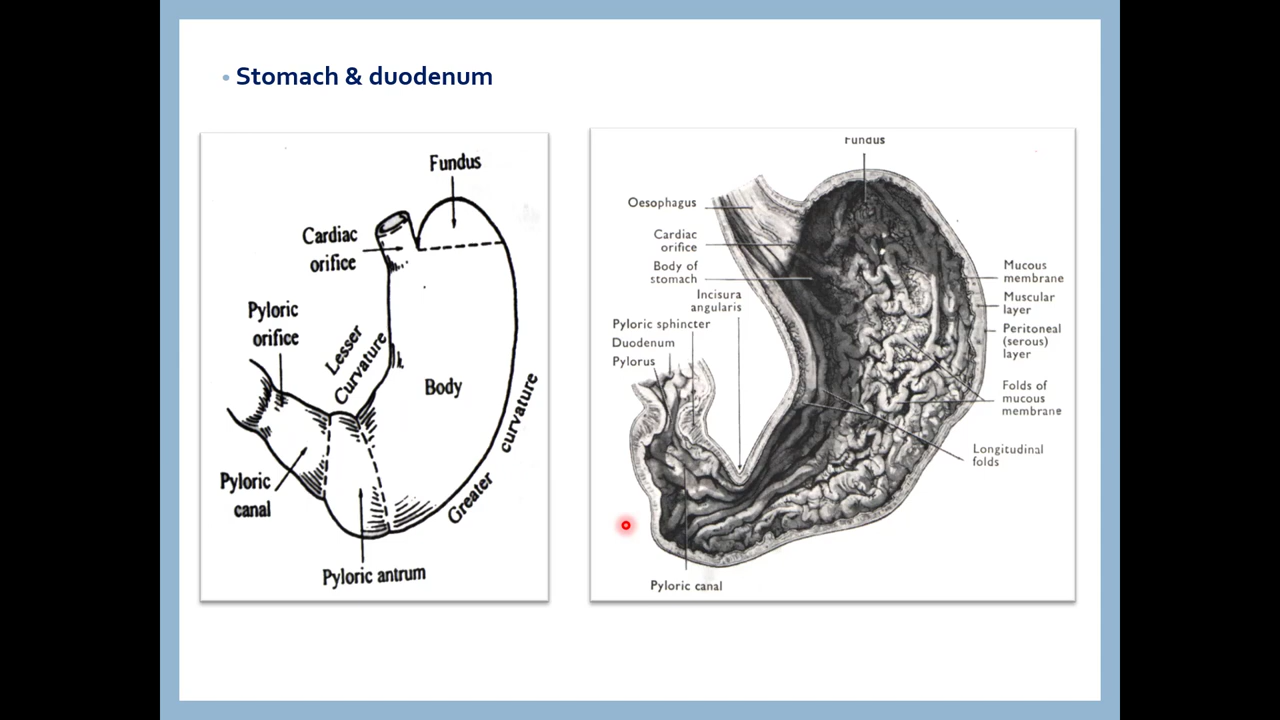 • Stomach & duodenum
Fundus
Cardiac
orifice
Pyloric
orifice
Lesser
Curvature
Body
Greater
curvature
Pyloric
canal
Pyloric antrum
Fundus
Oesophagus
Cardiac
orifice
Body of
stomach
Incisura
angularis
Pyloric sphincter
Duodenum
Pylorus
Mucous
membrane
Muscular
layer
Peritoneal
(serous)
layer
Folds of
mucous
membrane
Longitudinal
folds
Pyloric canal